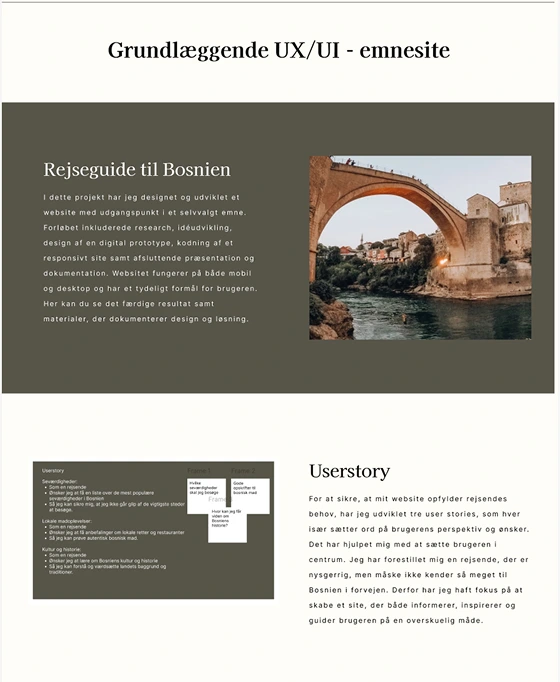 Grundlæggende UX/UI - emnesite
Rejseguide til Bosnien
I dette projekt har jeg designet og udviklet et
website med udgangspunkt i et selvvalgt emne.
Forløbet inkluderede research, idéudvikling,
design af en digital prototype, kodning af et
responsivt site samt afsluttende præsentation og
dokumentation. Websitet fungerer på både mobil
og desktop og har et tydeligt formål for brugeren.
Her kan du se det færdige resultat samt
materialer, der dokumenterer design og løsning.
Userstory
Seværdigheder:
Som en rejsende
Ønsker jeg at få en liste over de mest populære
seværdigheder i Bosnien
Så jeg kan sikre mig, at jeg ikke går glip af de vigtigste steder
at besøge.
Lokale madoplevelser:
Som en rejsende
Ønsker jeg at få anbefalinger om lokale retter og restauranter
Så jeg kan prøve autentisk bosnisk mad.
Kultur og historie:
Som en rejsende
Ønsker jeg at lære om Bosniens kultur og historie
Så jeg kan forstå og værdsætte landets baggrund og
traditioner.
Frame 1
Hvilke
seværdigheder
skal jeg besøge
Frame 2
Gode
opskrifter til
bosnisk mad
Frame
Hvor kan jeg få
viden om
Bosniens
historie?
Userstory
For at sikre, at mit website opfylder rejsendes
behov, har jeg udviklet tre user stories, som hver
især sætter ord på brugerens perspektiv og ønsker.
Det har hjulpet mig med at sætte brugeren i
centrum. Jeg har forestillet mig en rejsende, der er
nysgerrig, men måske ikke kender så meget til
Bosnien i forvejen. Derfor har jeg haft fokus på at
skabe et site, der både informerer, inspirerer og
guider brugeren på en overskuelig måde.